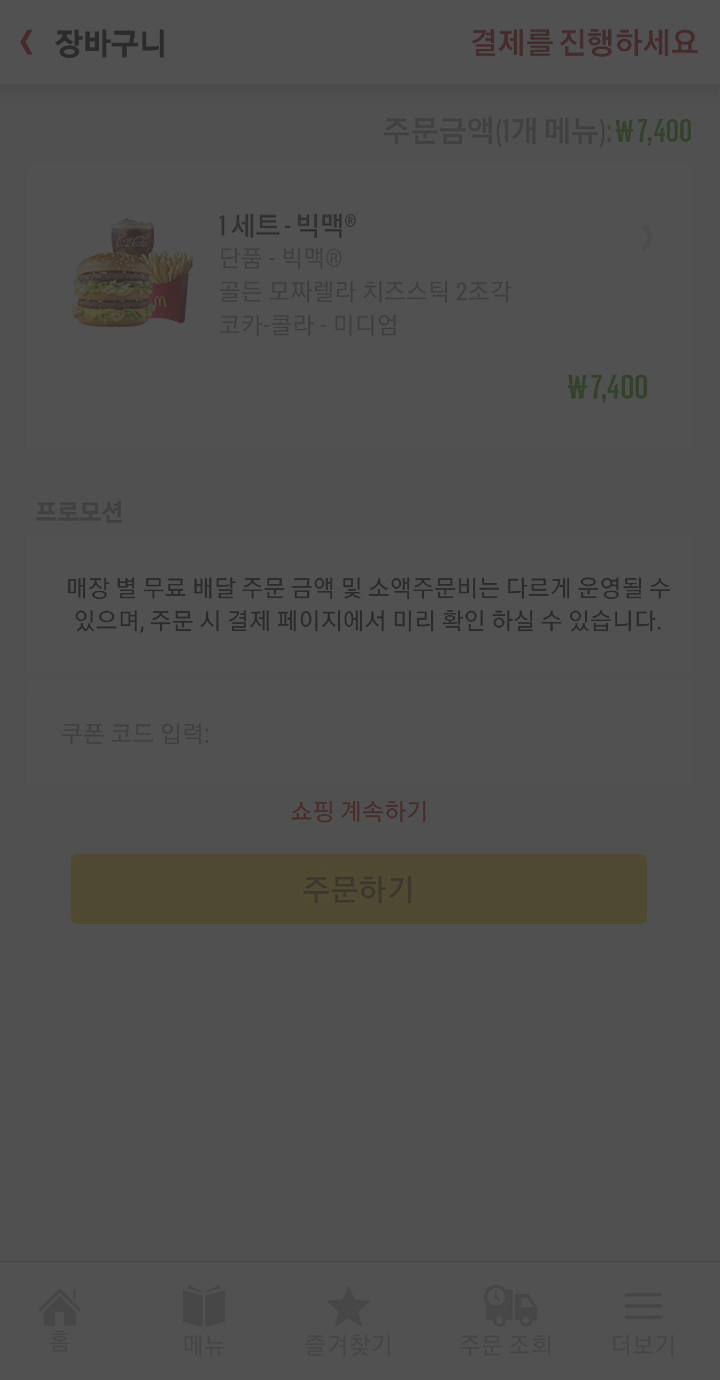 장바구니
결제를 진행하세요
주문금액(1개 메뉴):₩7,400
1 세트 - 빅맥®
단품 - 빅맥®
골든 모짜렐라 치즈스틱 2조각
코카-콜라 - 미디엄
₩7,400
프로모션
매장 별 무료 배달 주문 금액 및 소액주문비는 다르게 운영될 수
있으며, 주문 시 결제 페이지에서 미리 확인 하실 수 있습니다.
쿠폰 코드 입력:
쇼핑 계속하기
주문하기
홈
메뉴
즐겨찾기
주문 조회
더보기